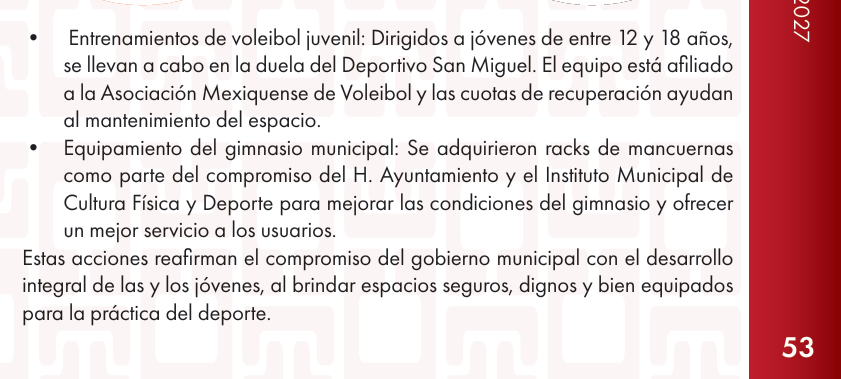 • Entrenamientos de voleibol juvenil: Dirigidos a jóvenes de entre 12 y 18 años,
se llevan a cabo en la duela del Deportivo San Miguel. El equipo está afiliado
a la Asociación Mexiquense de Voleibol y las cuotas de recuperación ayudan
al mantenimiento del espacio.
• Equipamiento del gimnasio municipal: Se adquirieron racks de mancuernas
como parte del compromiso del H. Ayuntamiento y el Instituto Municipal de
Cultura Física y Deporte para mejorar las condiciones del gimnasio y ofrecer
un mejor servicio a los usuarios.
Estas acciones reafirman el compromiso del gobierno municipal con el desarrollo
integral de las y los jóvenes, al brindar espacios seguros, dignos y bien equipados
para la práctica del deporte.
2027
53